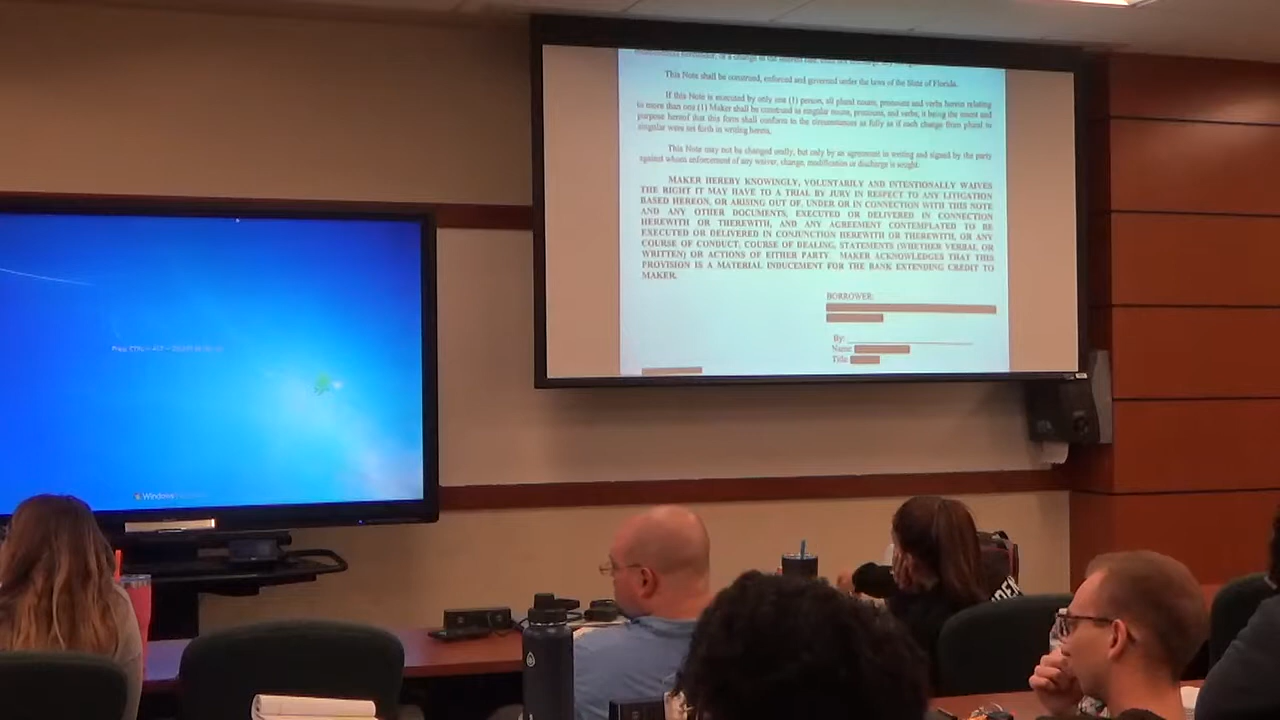 This Note shall be construed, enforced and governed under the laws of the State of Florida.
If this Note is executed by only one (1) person, all plural nouns, pronouns and verbs herein relating
to more than one (1) Maker shall be construed as singular nouns, pronouns, and verbs, it being the intent and
purpose hereof that this form shall conform to the circumstances as fully as if each change from plural to
singular were set forth in writing herein.
This Note may not be changed orally, but only by an agreement in writing and signed by the party
against whom enforcement of any waiver, change, modification or discharge is sought.
MAKER HEREBY KNOWINGLY, VOLUNTARILY AND INTENTIONALLY WAIVES
THE RIGHT IT MAY HAVE TO A TRIAL BY JURY IN RESPECT TO ANY LITIGATION
BASED HEREON, OR ARISING OUT OF, UNDER OR IN CONNECTION WITH THIS NOTE
AND ANY OTHER DOCUMENTS, EXECUTED OR DELIVERED IN CONNECTION
HEREWITH OR THEREWITH, AND ANY AGREEMENT CONTEMPLATED TO BE
EXECUTED OR DELIVERED IN CONJUNCTION HEREWITH OR THEREWITH, OR ANY
COURSE OF CONDUCT, COURSE OF DEALING, STATEMENTS (WHETHER VERBAL OR
WRITTEN) OR ACTIONS OF EITHER PARTY. MAKER ACKNOWLEDGES THAT THIS
PROVISION IS A MATERIAL INDUCEMENT FOR THE BANK EXTENDING CREDIT TO
MAKER.
BORROWER:
By:
Name:
Title:
Press CTRL + ALT + DELETE to log on
Windows